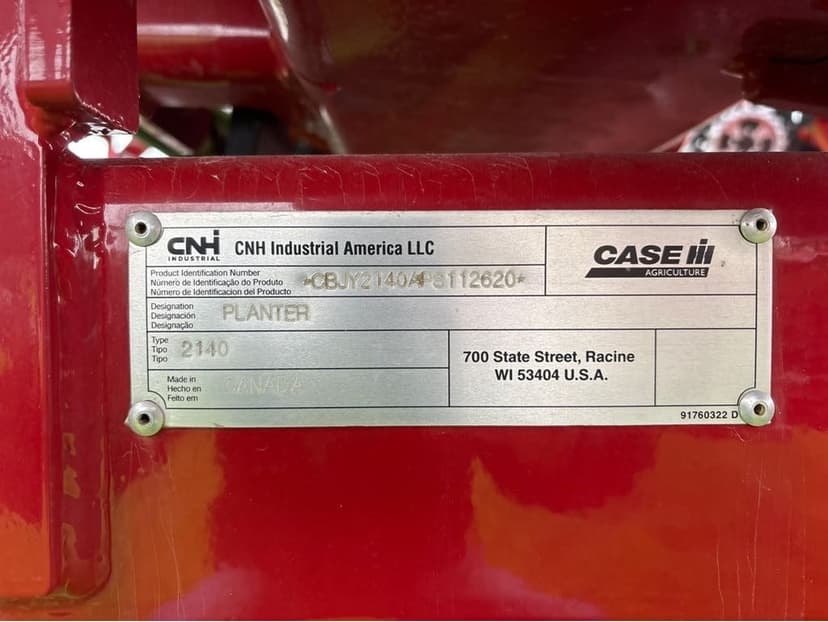 CNH
INDUSTRIAL
CNH Industrial America LLC
CASE IH
AGRICULTURE
Product Identification Number
Número de Identificação do Produto
Número de Identificacion del Producto
Designation
Designación
Designação
PLANTER
Type
Tipo
Tipo
2140
700 State Street, Racine
WI 53404 U.S.A.
Made in
Hecho en
Feito em
CANADA
91760322 D